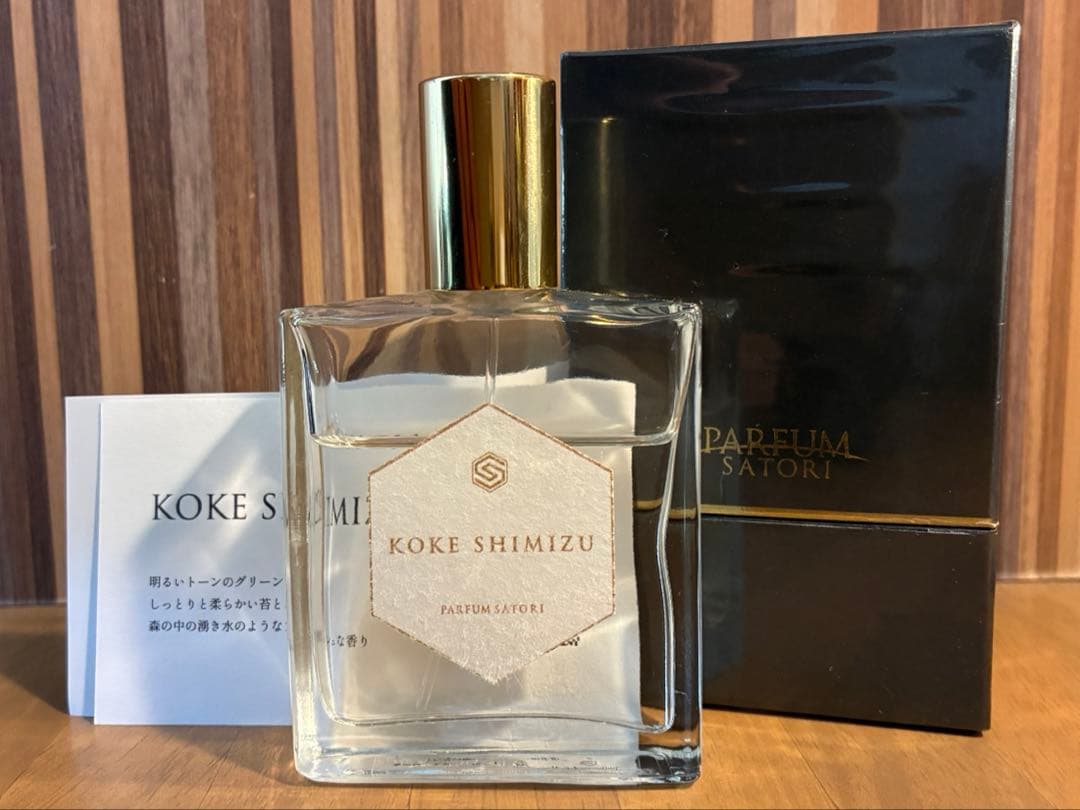 PARFUM
SATORI
KOKE SHIMIZU
PARFUM SATORI
KOKE S IMIZ
明るいトーンのグリーン
しっとりと柔らかい苔と
森の中の湧き水のような
な香り